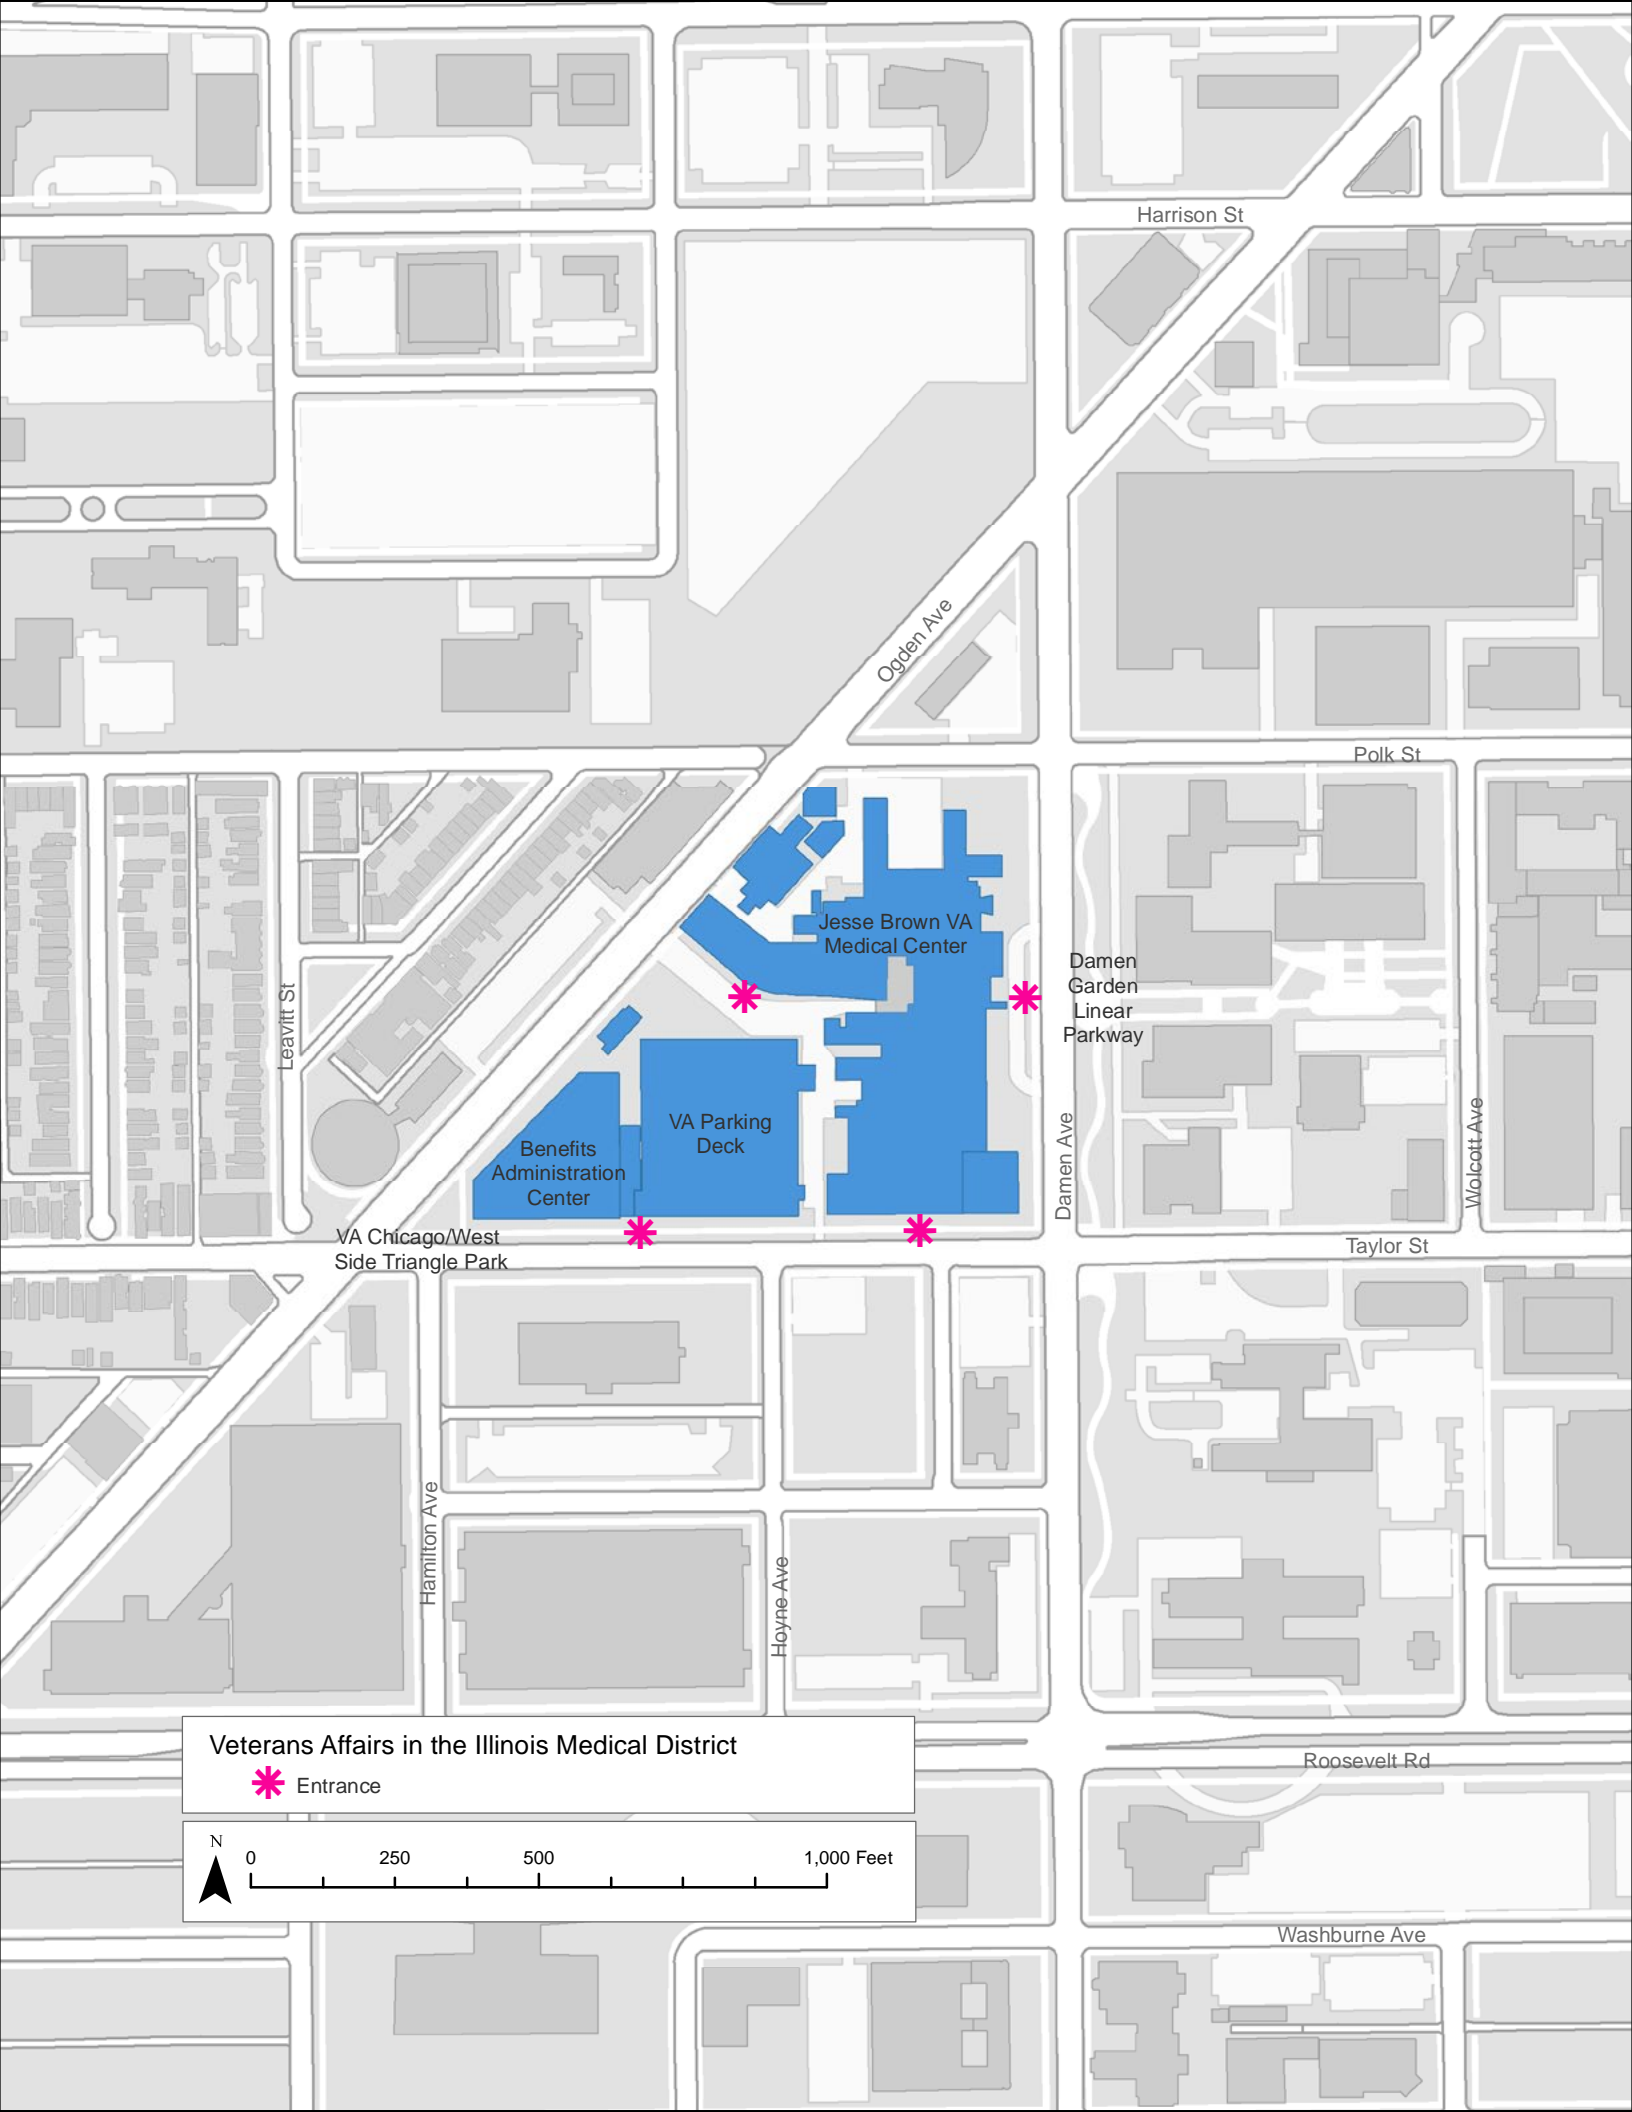 Harrison St
Ogden Ave
Polk St
Jesse Brown VA
Medical Center
Damen
Garden
Linear
Parkway
Leavitt St
VA Parking
Deck
Benefits
Administration
Center
Damen Ave
Wolcott Ave
VA Chicago/West
Side Triangle Park
Taylor St
Hamilton Ave
Hoyne Ave
Veterans Affairs in the Illinois Medical District
Entrance
Roosevelt Rd
N
0 250 500 1,000 Feet
Washburne Ave